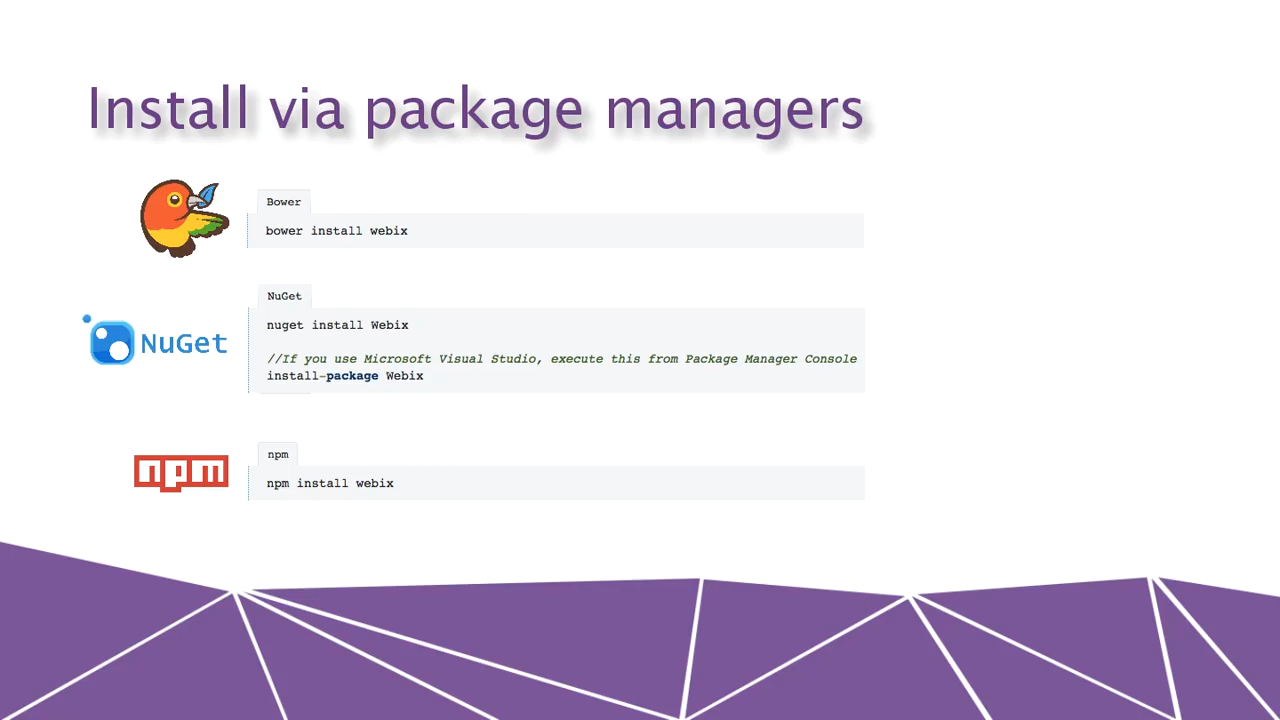 Install via package managers
Bower
bower install webix
NuGet
NuGet
nuget install Webix
//If you use Microsoft Visual Studio, execute this from Package Manager Console
install-package Webix
npm
npm
npm install webix